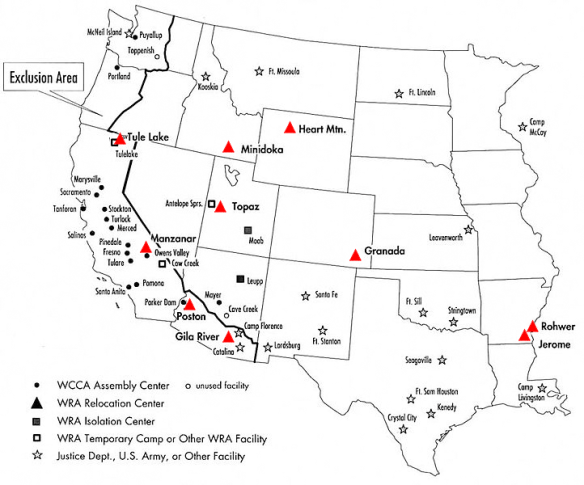 McNeil Island
Puyallup
Toppenish
Portland
Exclusion Area
Kooskia
Ft. Missoula
Ft. Lincoln
Camp
McCoy
Heart Mtn.
Tule Lake
Tulelake
Minidoka
Marysville
Sacramento
Tanforan
Stockton
Turlock
Merced
Salinas
Pinedale
Fresno
Tulare
Manzanar
Owens Valley
Cow Creek
Antelope Sprs.
Topaz
Moab
Leavenworth
Granada
Santa Anita
Pomona
Leupp
Parker Dam
Mayer
Cave Creek
Poston
Camp Florence
Gila River
Catalina
Lordsburg
Santa Fe
Ft. Stanton
Ft. Sill
Stringtown
Rohwer
Jerome
Seagoville
Ft. Sam Houston
Kenedy
Crystal City
Camp
Livingston
WCCA Assembly Center
unused facility
WRA Relocation Center
WRA Isolation Center
WRA Temporary Camp or Other WRA Facility
Justice Dept., U.S. Army, or Other Facility